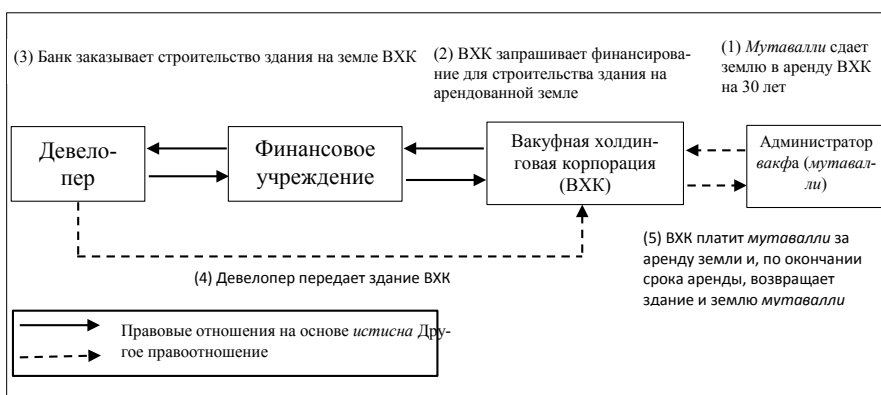 (3) Банк заказывает строительство здания на земле ВХК
(2) ВХК запрашивает финансирова-
ние для строительства здания на
арендованной земле
(1) Мутавалли сдает
землю в аренду ВХК
на 30 лет
Девело-
пер
Финансовое
учреждение
Вакуфная холдин-
говая корпорация
(ВХК)
Администратор
вакфа (мутавал-
ли)
(4) Девелопер передает здание ВХК
(5) ВХК платит мутавалли за
аренду земли и, по окончании
срока аренды, возвращает
здание и землю мутавалли
Правовые отношения на основе истисна Дру-
гое правоотношение